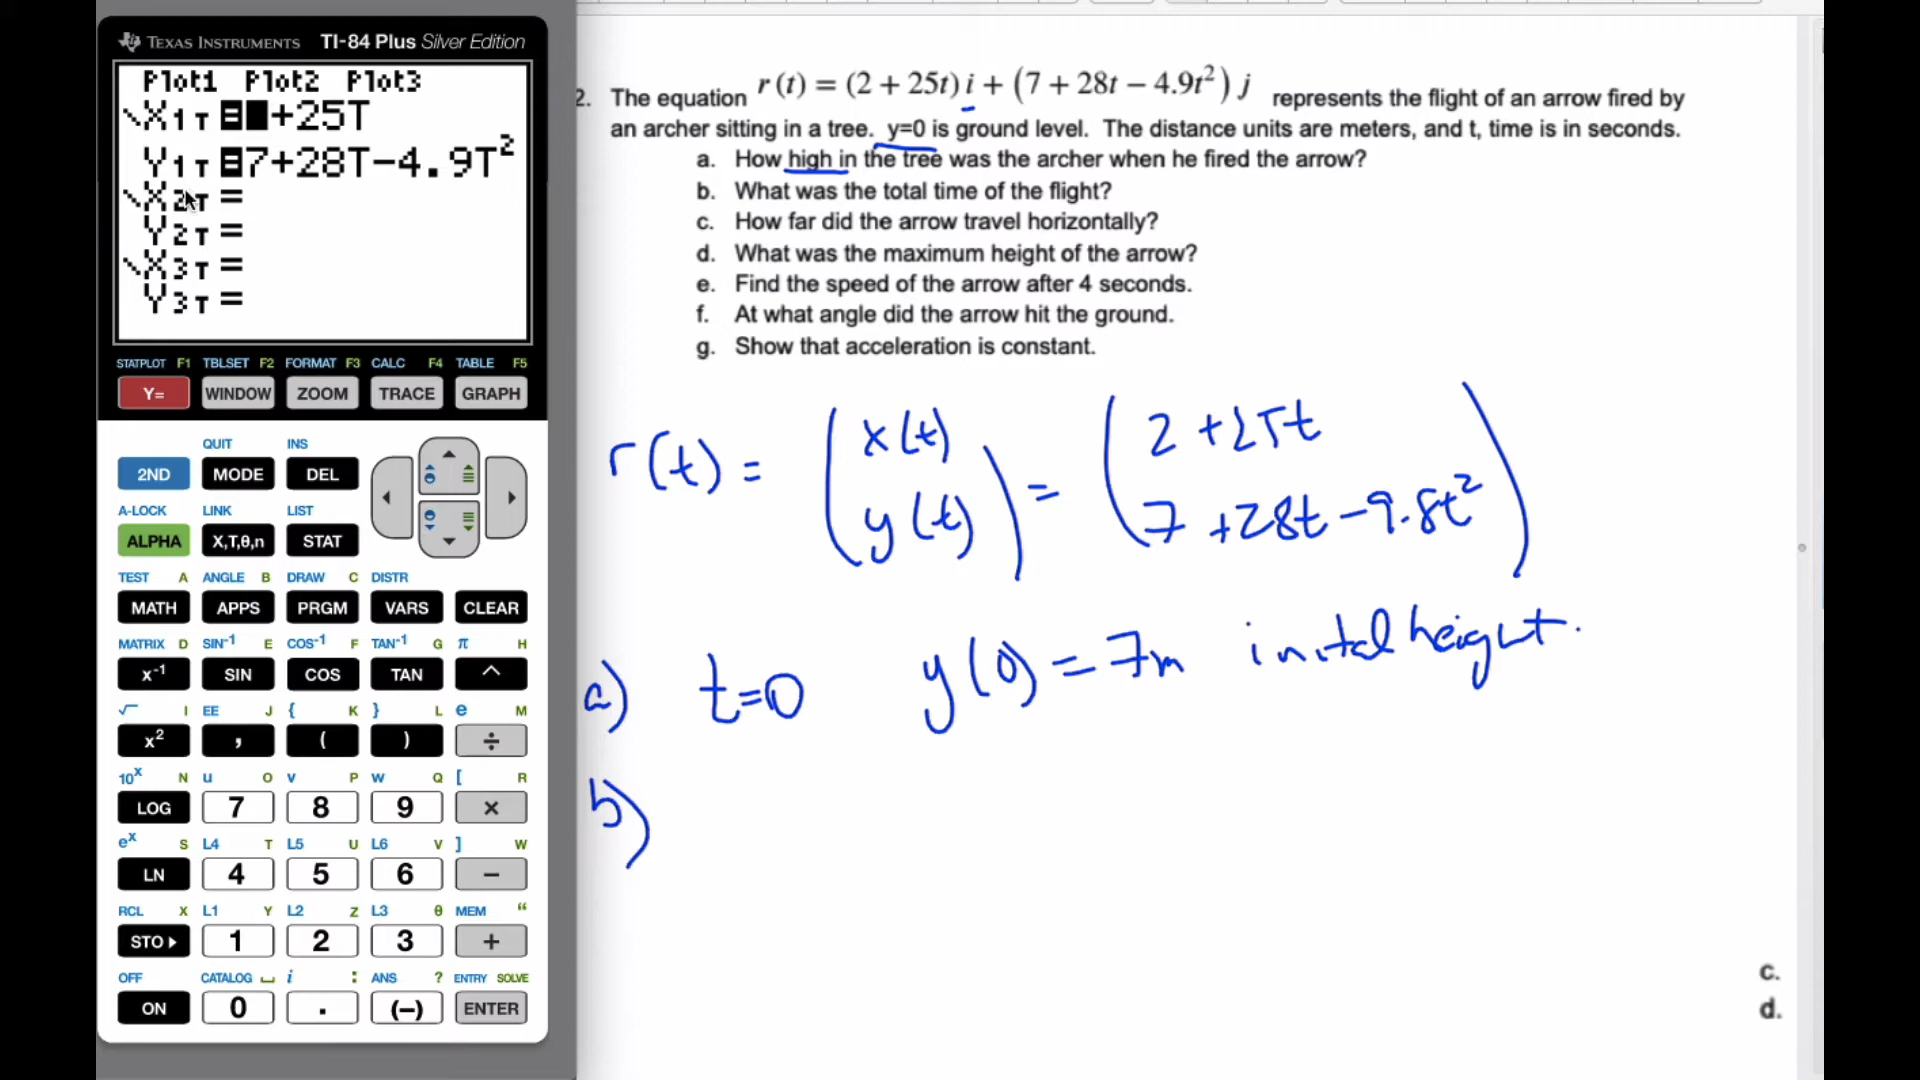 TEXAS INSTRUMENTS TI-84 Plus Silver Edition
Plot1 Plot2 Plot3
X1T=█+25T
Y1T=7+28T-4.9T²
X2T=
Y2T=
X3T=
Y3T=
STATPLOT F1 TBLSET F2 FORMAT F3 CALC F4 TABLE F5
Y= WINDOW ZOOM TRACE GRAPH
QUIT INS
2ND MODE DEL
A-LOCK LINK LIST
ALPHA X,T,θ,n STAT
TEST A ANGLE B DRAW C DISTR
MATH APPS PRGM VARS CLEAR
MATRIX D SIN⁻¹ E COS⁻¹ F TAN⁻¹ G π H
x⁻¹ SIN COS TAN ^
√ I EE J { K } L e M
x² , ( ) ÷
10ˣ N u O v P w Q [ R
LOG 7 8 9 ×
eˣ S L4 T L5 U L6 V ] W
LN 4 5 6 −
RCL X L1 Y L2 Z L3 θ MEM “
STO▸ 1 2 3 +
OFF CATALOG ⎵ i : ANS ? ENTRY SOLVE
ON 0 . (−) ENTER
2. The equation r(t) = (2 + 25t) i + (7 + 28t − 4.9t²) j represents the flight of an arrow fired by
an archer sitting in a tree. y=0 is ground level. The distance units are meters, and t, time is in seconds.
a. How high in the tree was the archer when he fired the arrow?
b. What was the total time of the flight?
c. How far did the arrow travel horizontally?
d. What was the maximum height of the arrow?
e. Find the speed of the arrow after 4 seconds.
f. At what angle did the arrow hit the ground.
g. Show that acceleration is constant.
r(t) = (x(t) = (2 + 25t
y(t)) 7 + 28t − 9.8t²)
a) t=0 y(0) = 7m inital height.
b)
c.
d.